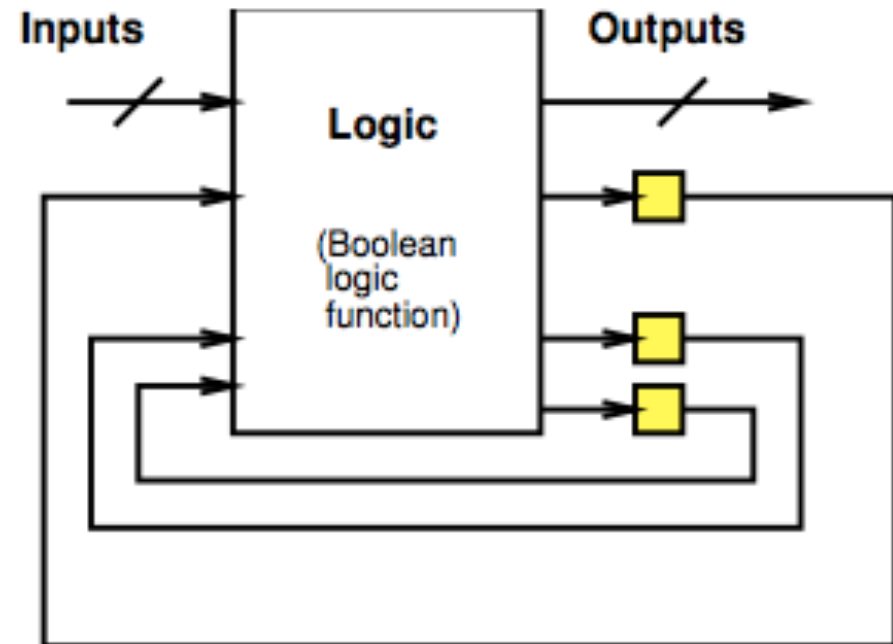 Inputs
Outputs
Logic
(Boolean
logic
function)